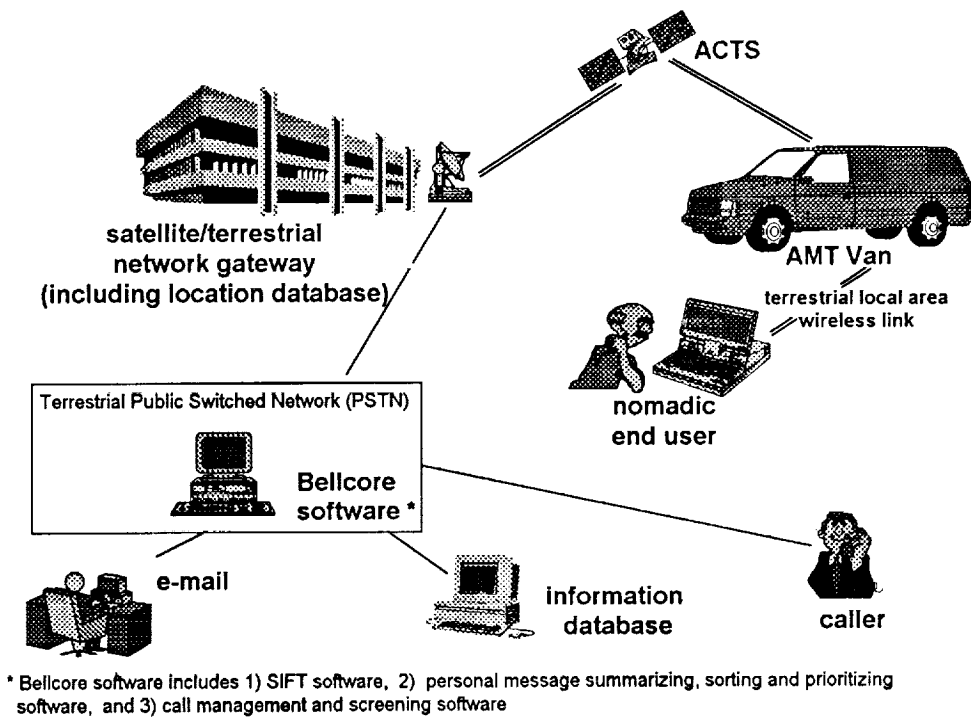 ACTS
satellite/terrestrial
network gateway
(including location database)
AMT Van
terrestrial local area
wireless link
nomadic
end user
Terrestrial Public Switched Network (PSTN)
Bellcore
software *
e-mail
information
database
caller
* Bellcore software includes 1) SIFT software, 2) personal message summarizing, sorting and prioritizing
software, and 3) call management and screening software